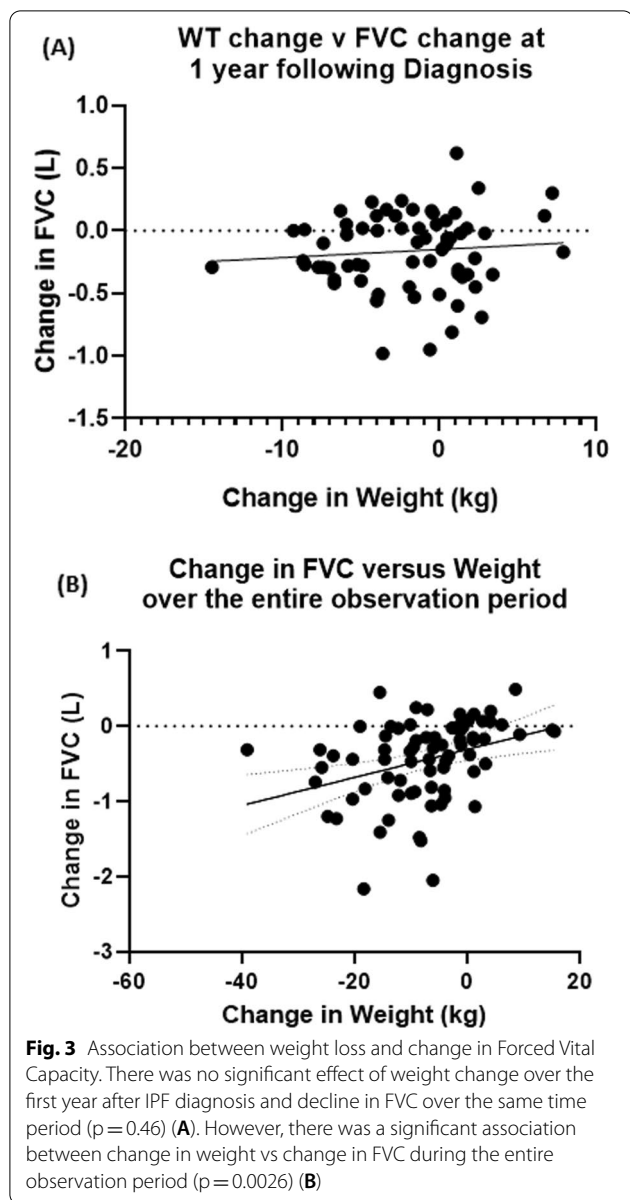 (A)
WT change v FVC change at
1 year following Diagnosis
1.0
0.5
0.0
-0.5
-1.0
-1.5
Change in FVC (L)
-20
-10
0
10
Change in Weight (kg)
(B)
Change in FVC versus Weight
over the entire observation period
1
0
-1
-2
-3
Change in FVC (L)
-60
-40
-20
0
20
Change in Weight (kg)
Fig. 3 Association between weight loss and change in Forced Vital
Capacity. There was no significant effect of weight change over the
first year after IPF diagnosis and decline in FVC over the same time
period (p = 0.46) (A). However, there was a significant association
between change in weight vs change in FVC during the entire
observation period (p = 0.0026) (B)